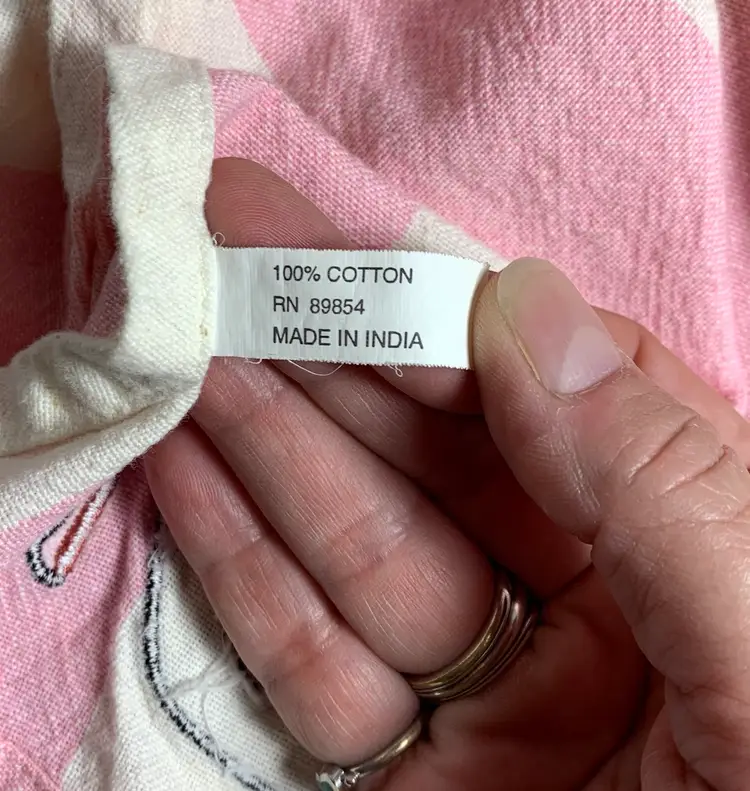 100% COTTON
RN 89854
MADE IN INDIA